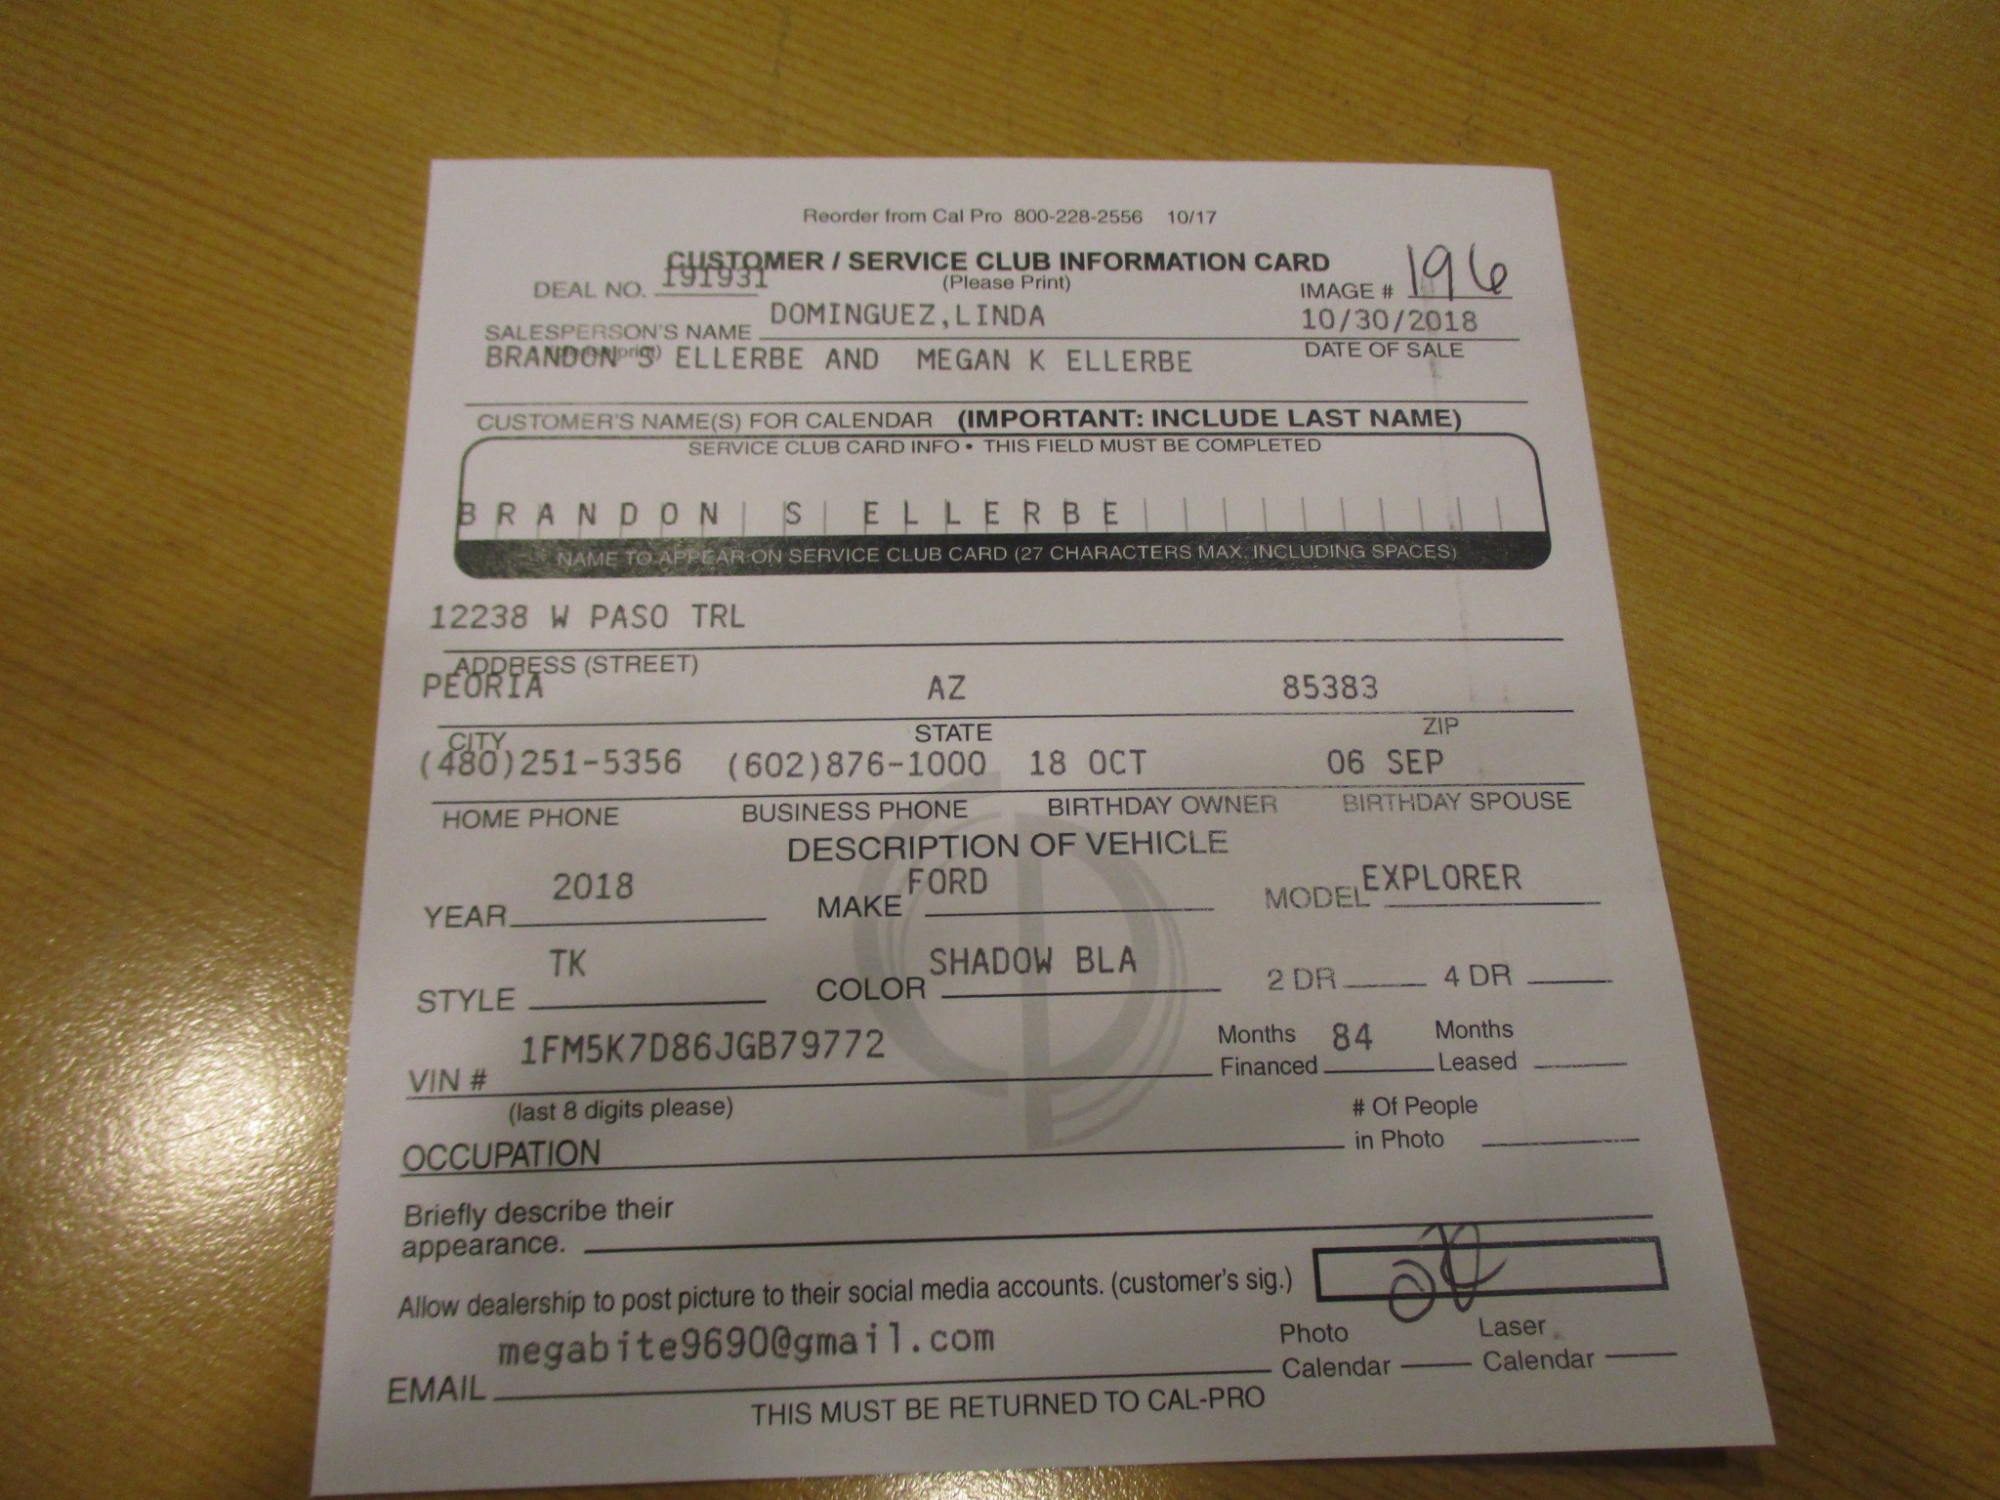 Reorder from Cal Pro 800-228-2556 10/17
CUSTOMER / SERVICE CLUB INFORMATION CARD
(Please Print)
DEAL NO. 191931
IMAGE # 196
SALESPERSON'S NAME DOMINGUEZ,LINDA 10/30/2018
(please print) DATE OF SALE
BRANDON S ELLERBE AND MEGAN K ELLERBE
CUSTOMER'S NAME(S) FOR CALENDAR (IMPORTANT: INCLUDE LAST NAME)
SERVICE CLUB CARD INFO • THIS FIELD MUST BE COMPLETED
BRANDON S ELLERBE
NAME TO APPEAR ON SERVICE CLUB CARD (27 CHARACTERS MAX, INCLUDING SPACES)
12238 W PASO TRL
ADDRESS (STREET)
PEORIA AZ 85383
CITY STATE ZIP
(480)251-5356 (602)876-1000 18 OCT 06 SEP
HOME PHONE BUSINESS PHONE BIRTHDAY OWNER BIRTHDAY SPOUSE
DESCRIPTION OF VEHICLE
YEAR 2018 MAKE FORD MODEL EXPLORER
STYLE TK COLOR SHADOW BLA 2 DR 4 DR
VIN # 1FM5K7D86JGB79772 Months Financed 84 Months Leased
(last 8 digits please)
OCCUPATION # Of People in Photo
Briefly describe their
appearance.
Allow dealership to post picture to their social media accounts. (customer's sig.)
EMAIL megabite9690@gmail.com Photo Calendar Laser Calendar
THIS MUST BE RETURNED TO CAL-PRO